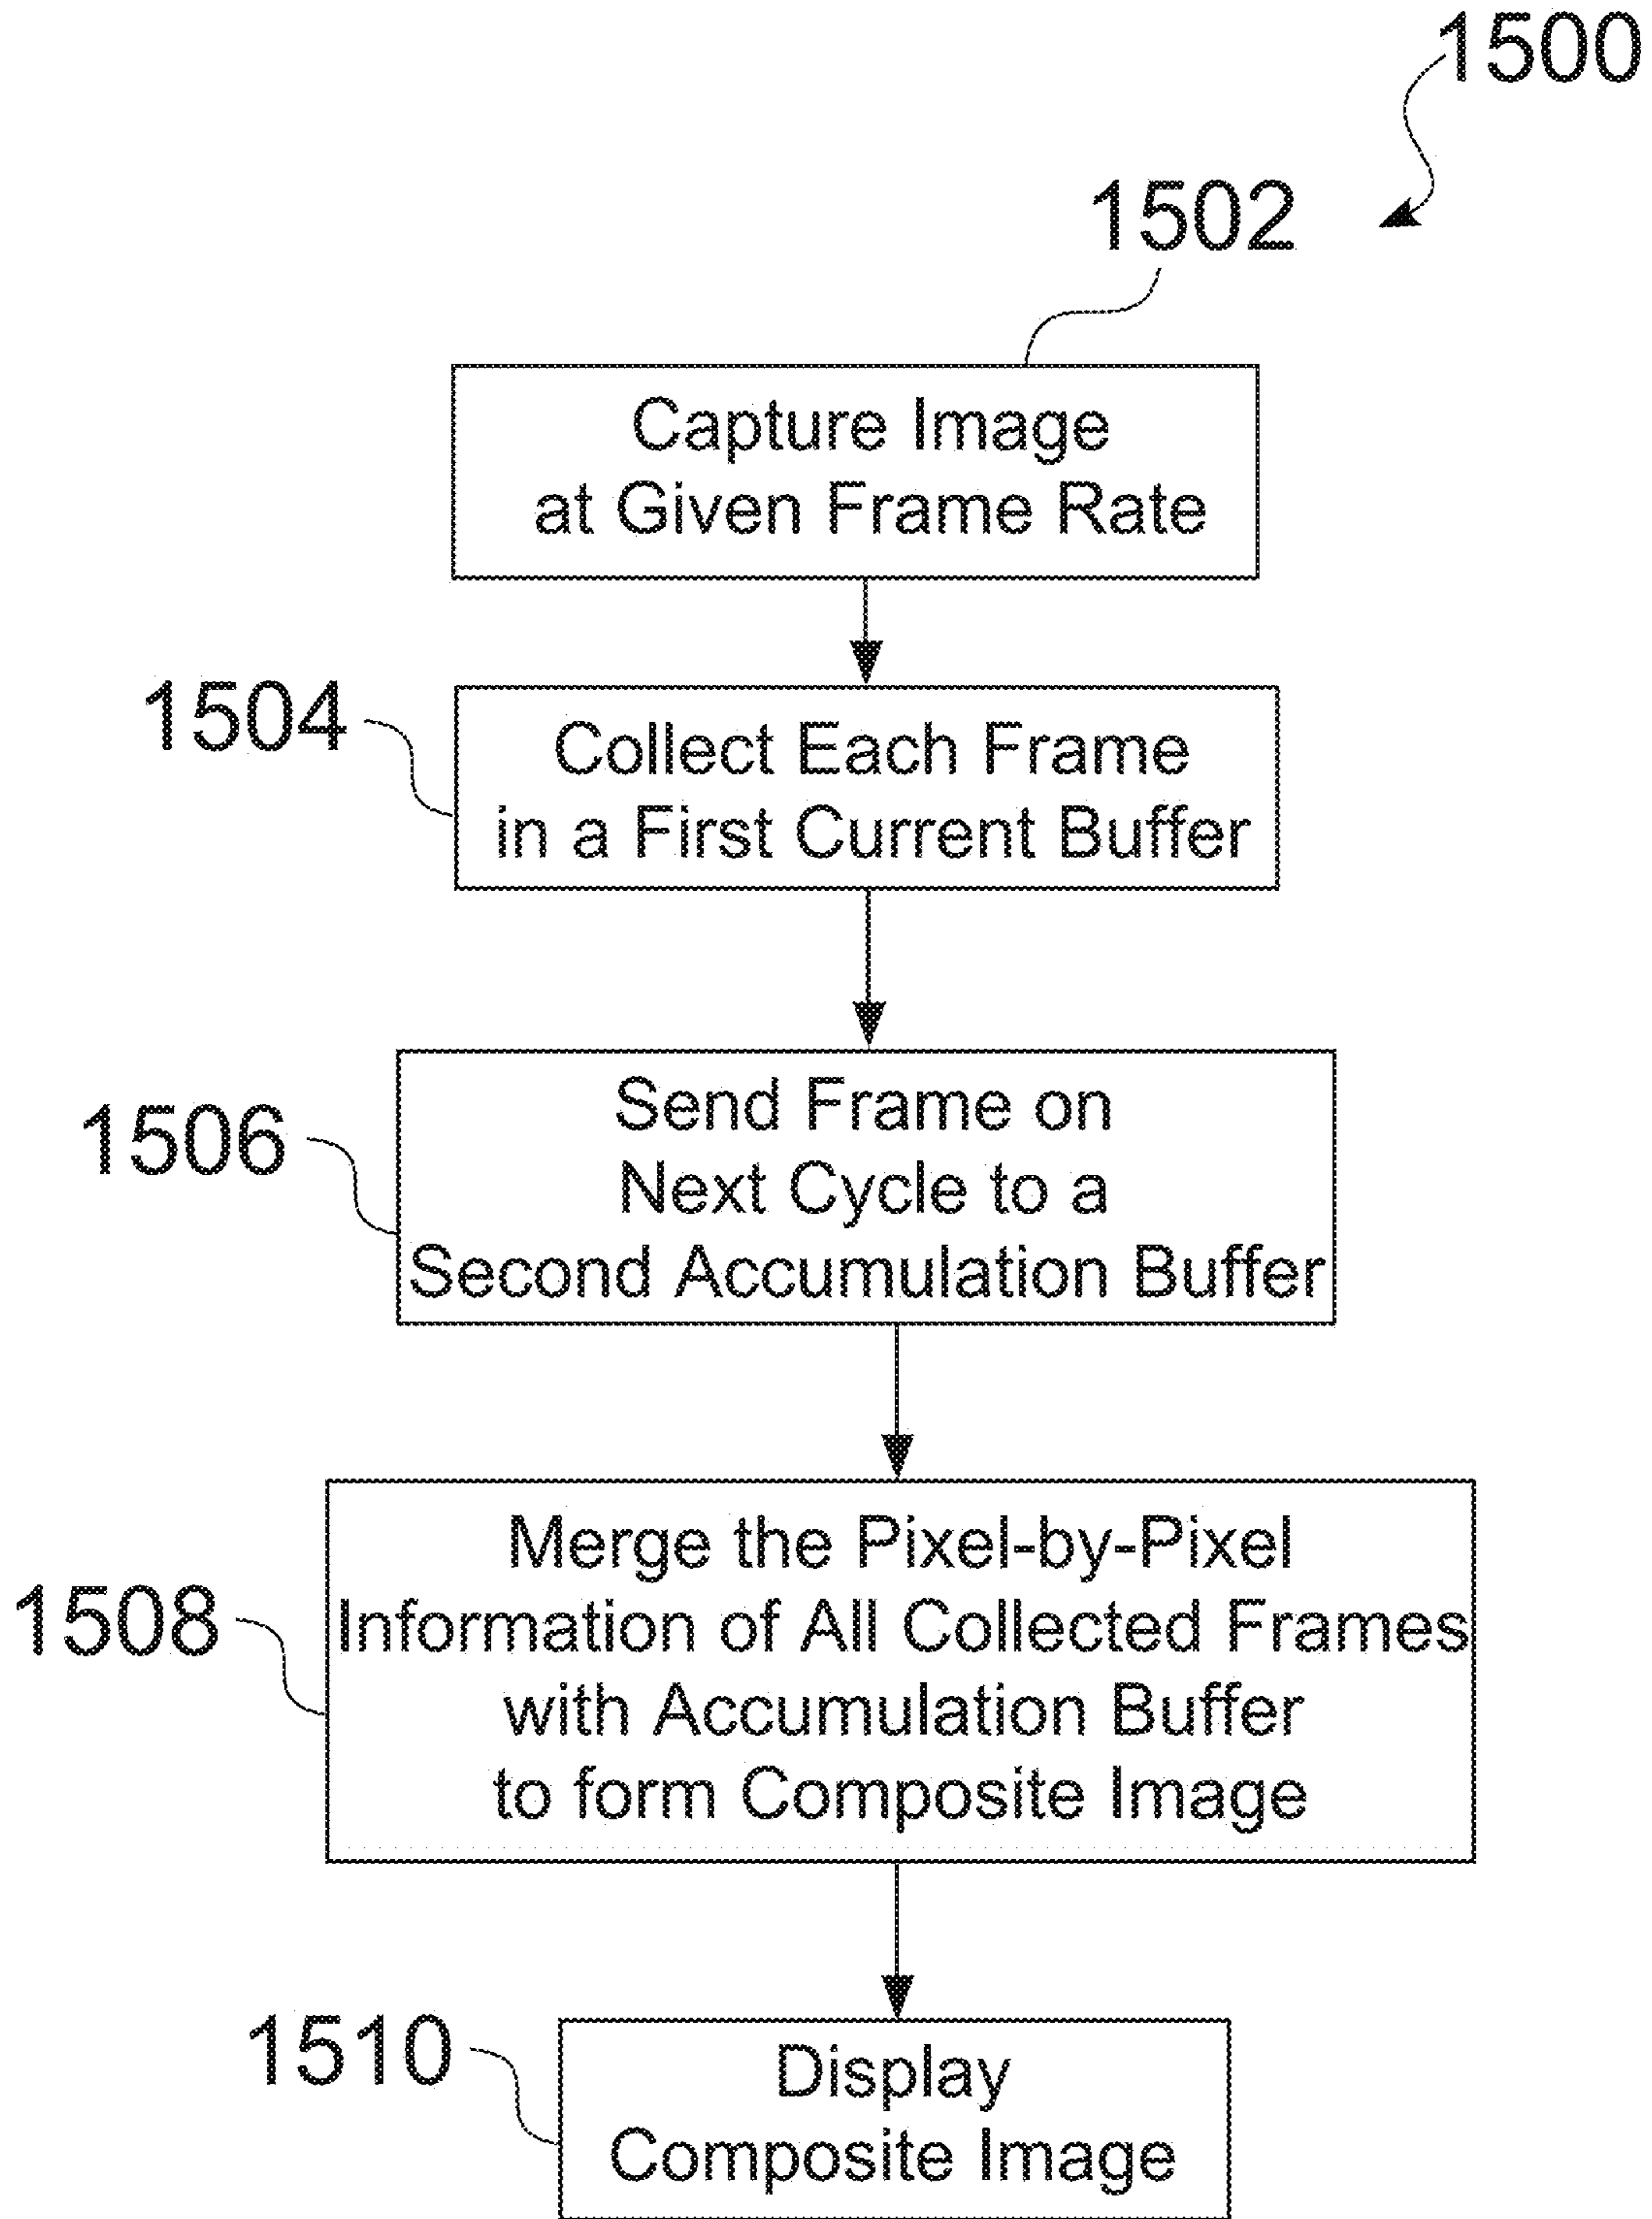 1500
1502
Capture Image
at Given Frame Rate
1504
Collect Each Frame
in a First Current Buffer
1506
Send Frame on
Next Cycle to a
Second Accumulation Buffer
1508
Merge the Pixel-by-Pixel
Information of All Collected Frames
with Accumulation Buffer
to form Composite Image
1510
Display
Composite Image